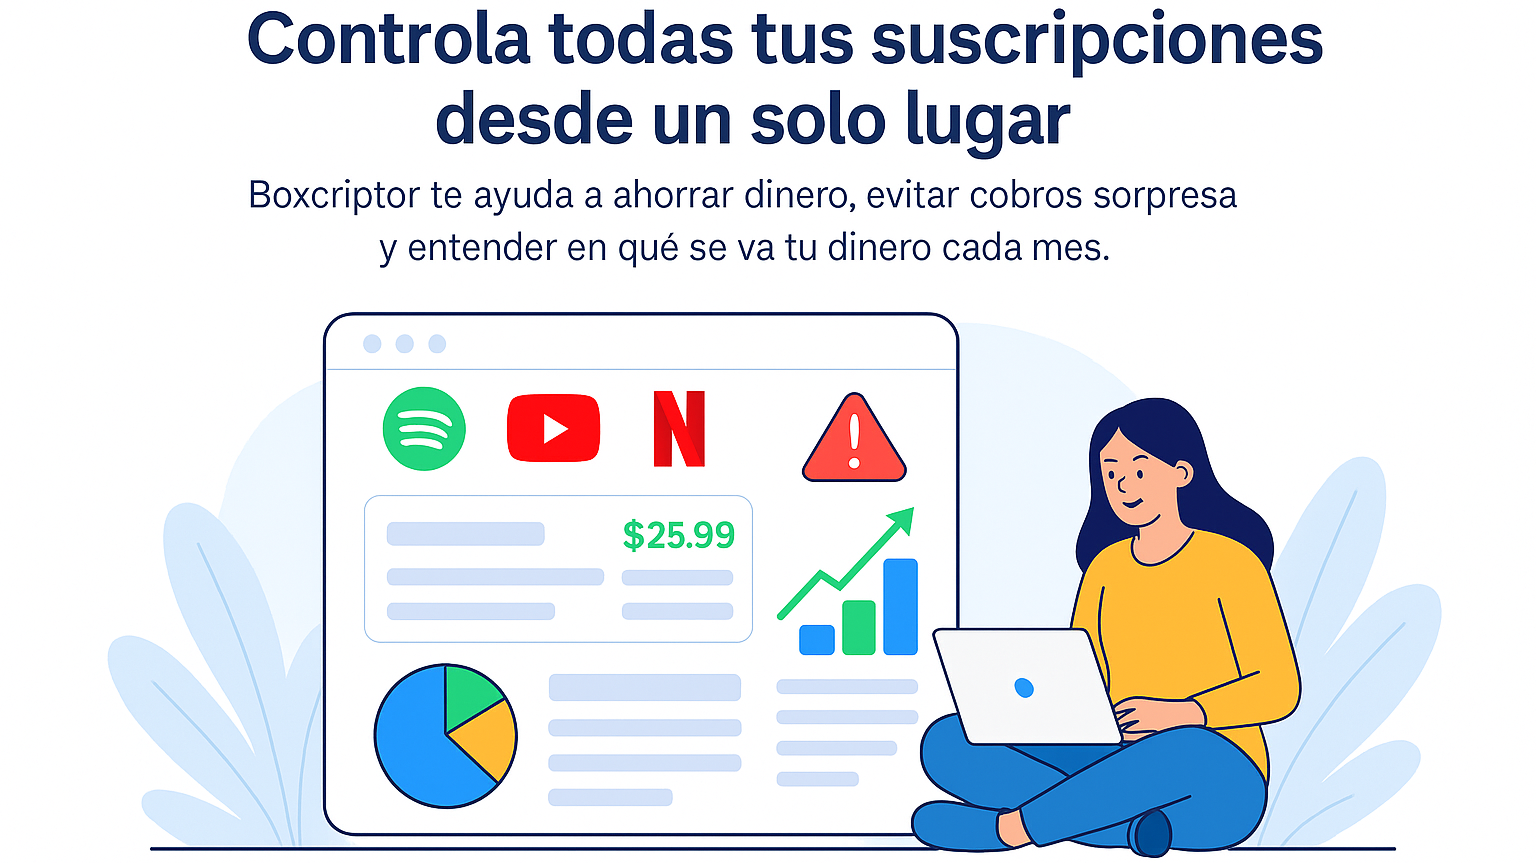 Controla todas tus suscripciones
desde un solo lugar
Boxcriptor te ayuda a ahorrar dinero, evitar cobros sorpresa
y entender en qué se va tu dinero cada mes.
N
!
$25.99